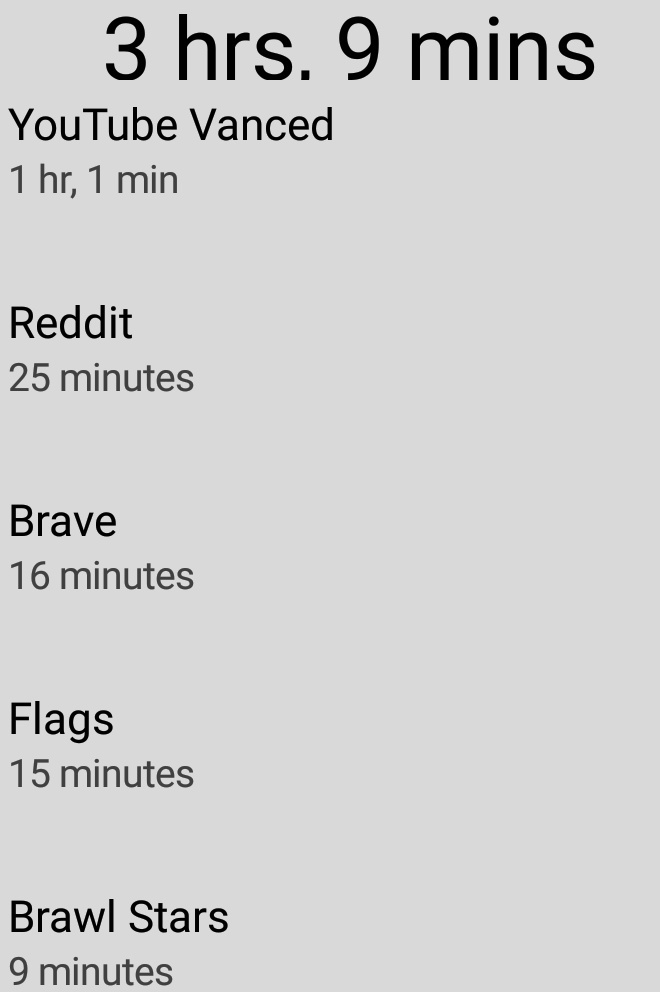 3 hrs. 9 mins
YouTube Vanced
1 hr, 1 min
Reddit
25 minutes
Brave
16 minutes
Flags
15 minutes
Brawl Stars
9 minutes